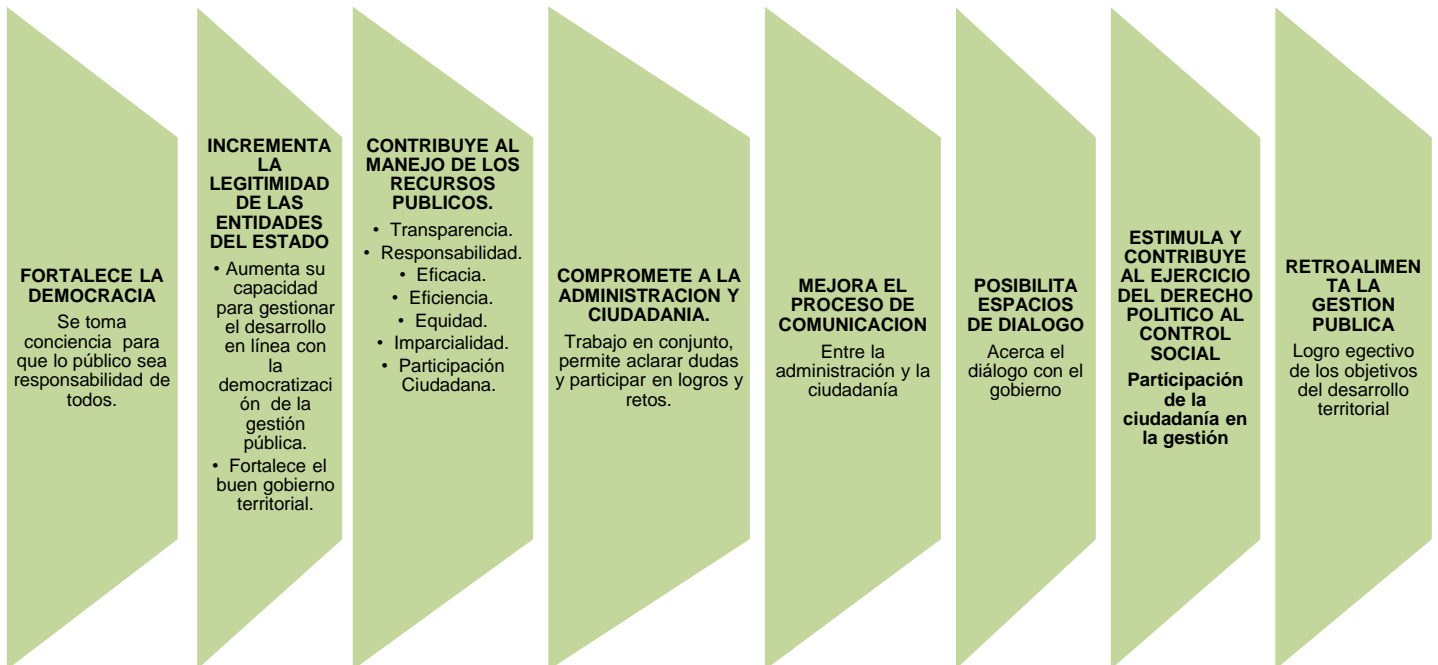 FORTALECE LA
DEMOCRACIA
Se toma
conciencia para
que lo público sea
responsabilidad de
todos.
INCREMENTA
LA
LEGITIMIDAD
DE LAS
ENTIDADES
DEL ESTADO
• Aumenta su
capacidad
para gestionar
el desarrollo
en línea con
la
democratizaci
ón de la
gestión
pública.
• Fortalece el
buen gobierno
territorial.
CONTRIBUYE AL
MANEJO DE LOS
RECURSOS
PUBLICOS.
• Transparencia.
• Responsabilidad.
• Eficacia.
• Eficiencia.
• Equidad.
• Imparcialidad.
• Participación
Ciudadana.
COMPROMETE A LA
ADMINISTRACION Y
CIUDADANIA.
Trabajo en conjunto,
permite aclarar dudas
y participar en logros y
retos.
MEJORA EL
PROCESO DE
COMUNICACION
Entre la
administración y la
ciudadanía
POSIBILITA
ESPACIOS
DE DIALOGO
Acerca el
diálogo con el
gobierno
ESTIMULA Y
CONTRIBUYE
AL EJERCICIO
DEL DERECHO
POLITICO AL
CONTROL
SOCIAL
Participación
de la
ciudadanía en
la gestión
RETROALIMEN
TA LA
GESTION
PUBLICA
Logro egectivo
de los objetivos
del desarrollo
territorial